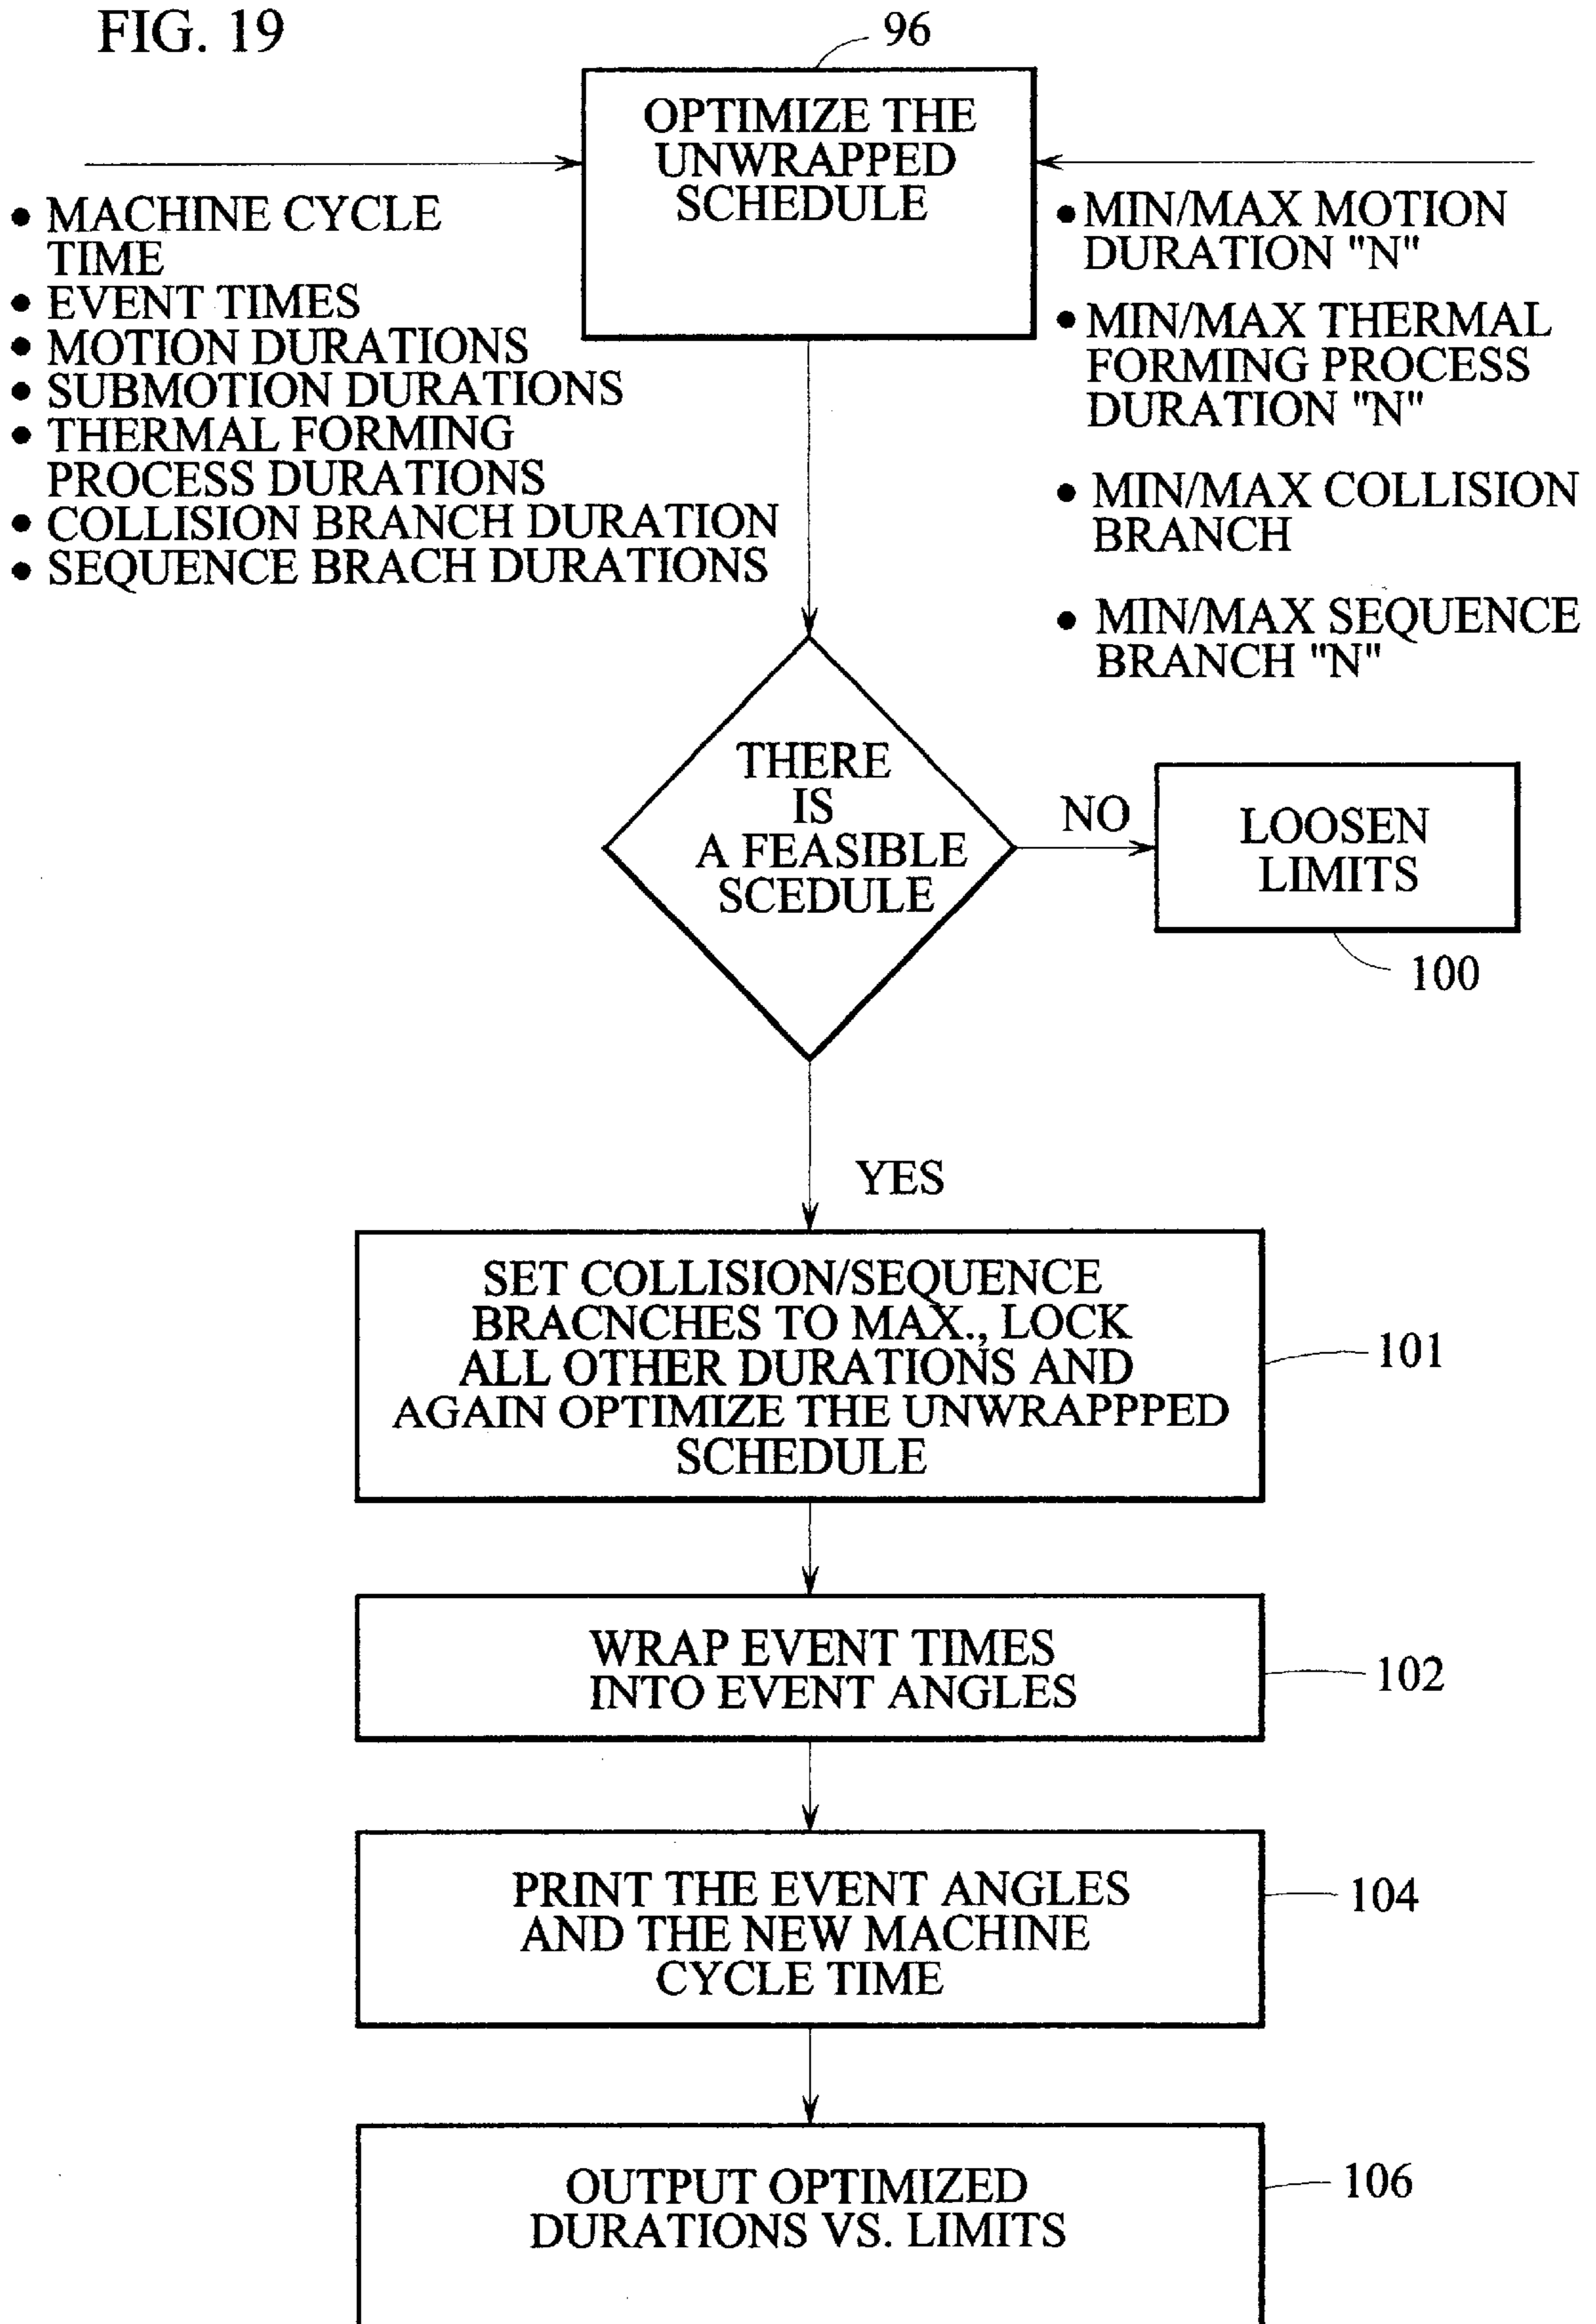 FIG. 19
96
OPTIMIZE THE
UNWRAPPED
SCHEDULE
• MACHINE CYCLE
TIME
• EVENT TIMES
• MOTION DURATIONS
• SUBMOTION DURATIONS
• THERMAL FORMING
PROCESS DURATIONS
• COLLISION BRANCH DURATION
• SEQUENCE BRACH DURATIONS
• MIN/MAX MOTION
DURATION "N"
• MIN/MAX THERMAL
FORMING PROCESS
DURATION "N"
• MIN/MAX COLLISION
BRANCH
• MIN/MAX SEQUENCE
BRANCH "N"
THERE
IS
A FEASIBLE
SCEDULE
NO
LOOSEN
LIMITS
100
YES
SET COLLISION/SEQUENCE
BRACNCHES TO MAX., LOCK
ALL OTHER DURATIONS AND
AGAIN OPTIMIZE THE UNWRAPPPED
SCHEDULE
101
WRAP EVENT TIMES
INTO EVENT ANGLES
102
PRINT THE EVENT ANGLES
AND THE NEW MACHINE
CYCLE TIME
104
OUTPUT OPTIMIZED
DURATIONS VS. LIMITS
106